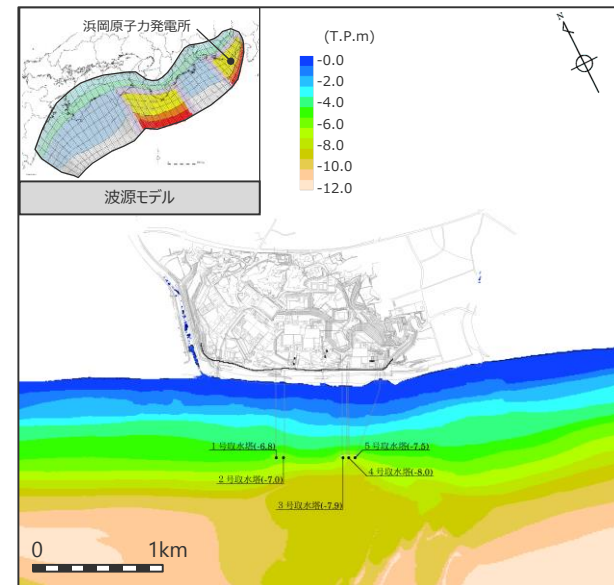 浜岡原子力発電所
波源モデル
(T.P.m)
-0.0
-2.0
-4.0
-6.0
-8.0
-10.0
-12.0
N
1号取水塔(-6.8)
2号取水塔(-7.0)
3号取水塔(-7.9)
4号取水塔(-8.0)
5号取水塔(-7.5)
0 1km